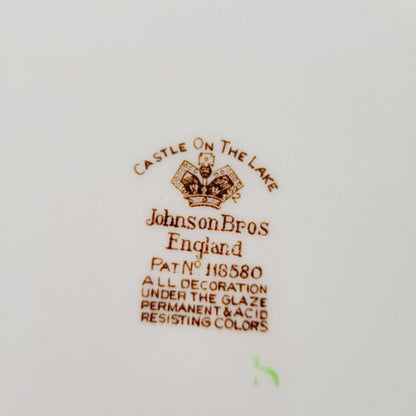 CASTLE ON THE LAKE
Johnson Bros
England
PAT Nº 118580
ALL DECORATION
UNDER THE GLAZE
PERMANENT & ACID
RESISTING COLORS